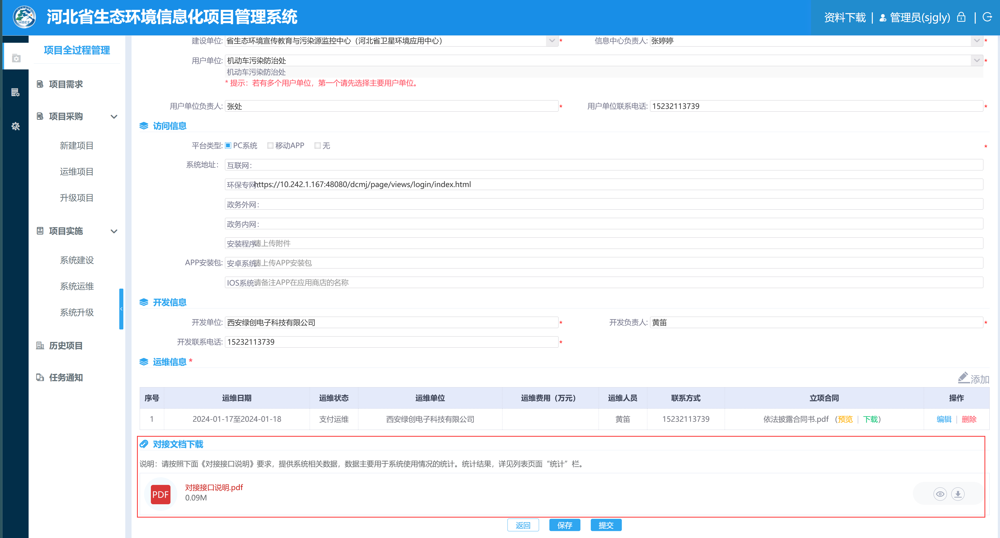 河北省生态环境信息化项目管理系统
资料下载 | 管理员(sjgly) |
HBEE
项目全过程管理
项目需求
项目采购
新建项目
运维项目
升级项目
项目实施
系统建设
系统运维
系统升级
历史项目
任务通知
建设单位: 省生态环境宣传教育与污染源监控中心（河北省卫星环境应用中心） * 信息中心负责人: 张婷婷 *
用户单位: 机动车污染防治处 *
机动车污染防治处
* 提示：若有多个用户单位，第一个请先选择主要用户单位。
用户单位负责人: 张处 * 用户单位联系电话: 15232113739 *
访问信息
平台类型: PC系统 移动APP 无 *
系统地址： 互联网：
环保专网: https://10.242.1.167:48080/dcmj/page/views/login/index.html
政务外网：
政务内网：
安装程序 请上传附件
APP安装包: 安卓系统 请上传APP安装包
IOS系统 请备注APP在应用商店的名称
开发信息
开发单位: 西安绿创电子科技有限公司 * 开发负责人: 黄笛 *
开发联系电话: 15232113739 *
运维信息 *
添加
序号 运维日期 运维状态 运维单位 运维费用（万元） 运维人员 联系方式 立项合同 操作
1 2024-01-17至2024-01-18 支付运维 西安绿创电子科技有限公司 黄笛 15232113739 依法披露合同书.pdf （预览 | 下载） 编辑 | 删除
对接文档下载
说明：请按照下面《对接接口说明》要求，提供系统相关数据，数据主要用于系统使用情况的统计。统计结果，详见列表页面“统计”栏。
PDF
对接接口说明.pdf
0.09M
返回 保存 提交